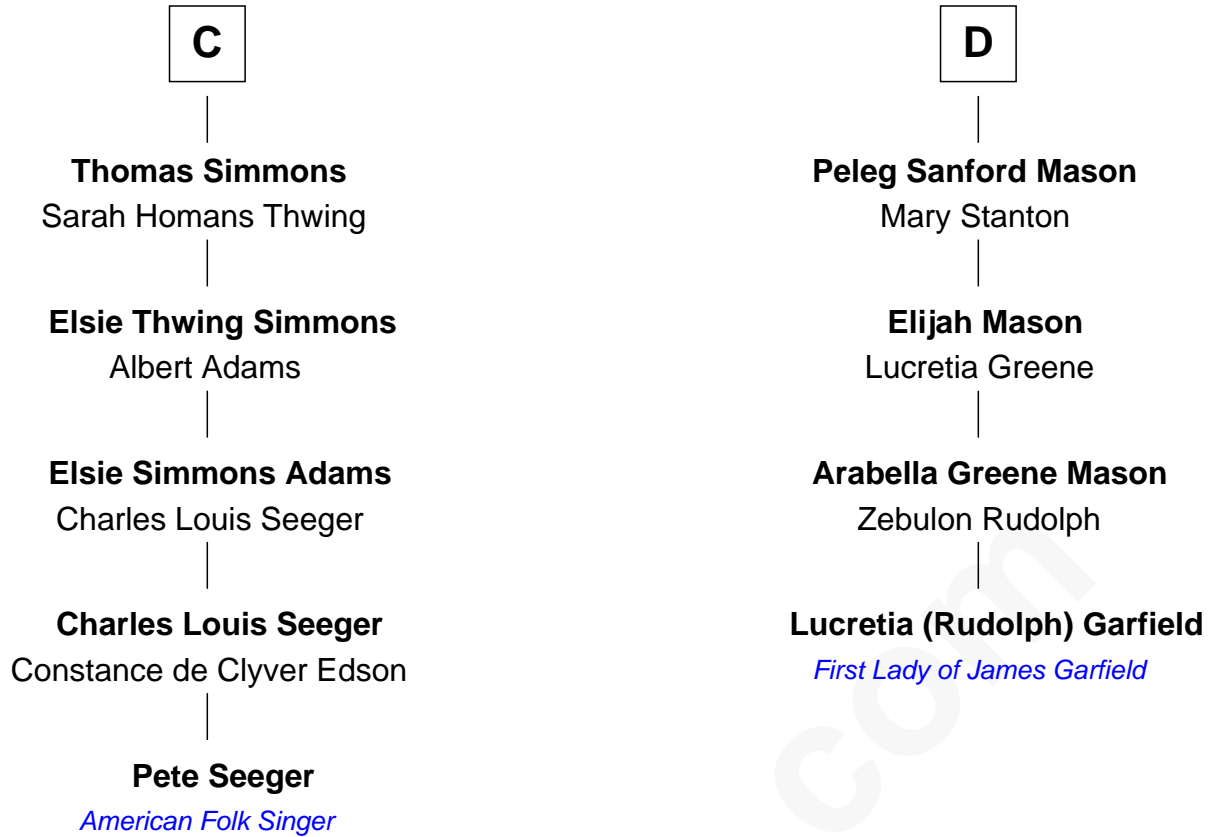 C
Thomas Simmons
Sarah Homans Thwing
Elsie Thwing Simmons
Albert Adams
Elsie Simmons Adams
Charles Louis Seeger
Charles Louis Seeger
Constance de Clyver Edson
Pete Seeger
American Folk Singer
D
Peleg Sanford Mason
Mary Stanton
Elijah Mason
Lucretia Greene
Arabella Greene Mason
Zebulon Rudolph
Lucretia (Rudolph) Garfield
First Lady of James Garfield
com